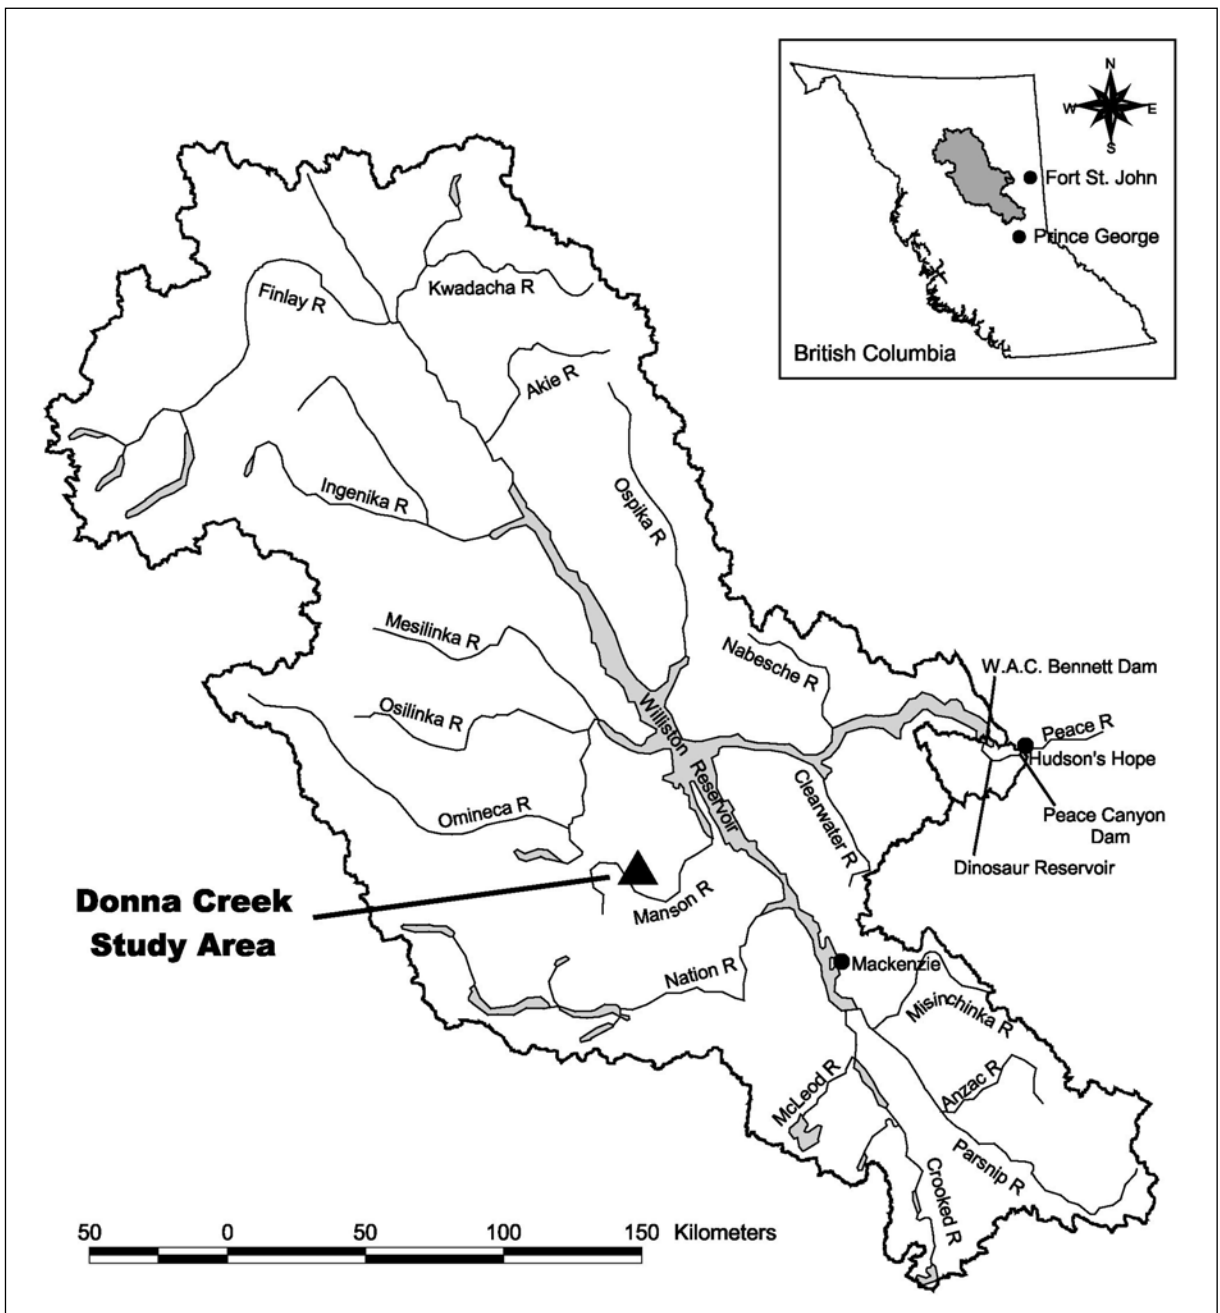 N
W
E
S
Fort St. John
Prince George
British Columbia
Finlay R
Kwadacha R
Akie R
Ingenika R
Ospika R
Mesilinka R
Nabesche R
W.A.C. Bennett Dam
Osilinka R
Williston Reservoir
Peace R
Hudson's Hope
Clearwater R
Omineca R
Peace Canyon
Dam
Dinosaur Reservoir
Donna Creek
Study Area
Manson R
Nation R
Mackenzie
Misinchinka R
McLeod R
Anzac R
Parsnip R
Crooked R
50 0 50 100 150 Kilometers